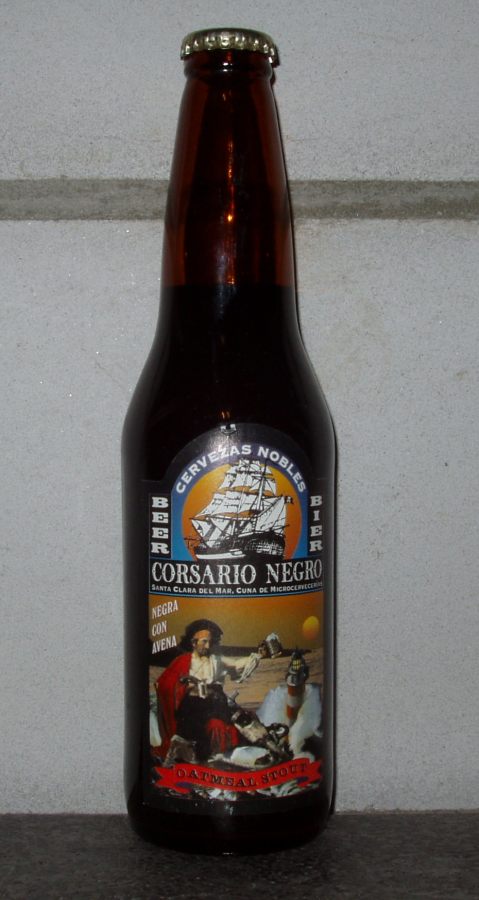 CERVEZAS NOBLES
BEER
BIER
CORSARIO NEGRO
SANTA CLARA DEL MAR, CUNA DE MICROCERVECERÍAS
NEGRA
CON
AVENA
OATMEAL STOUT